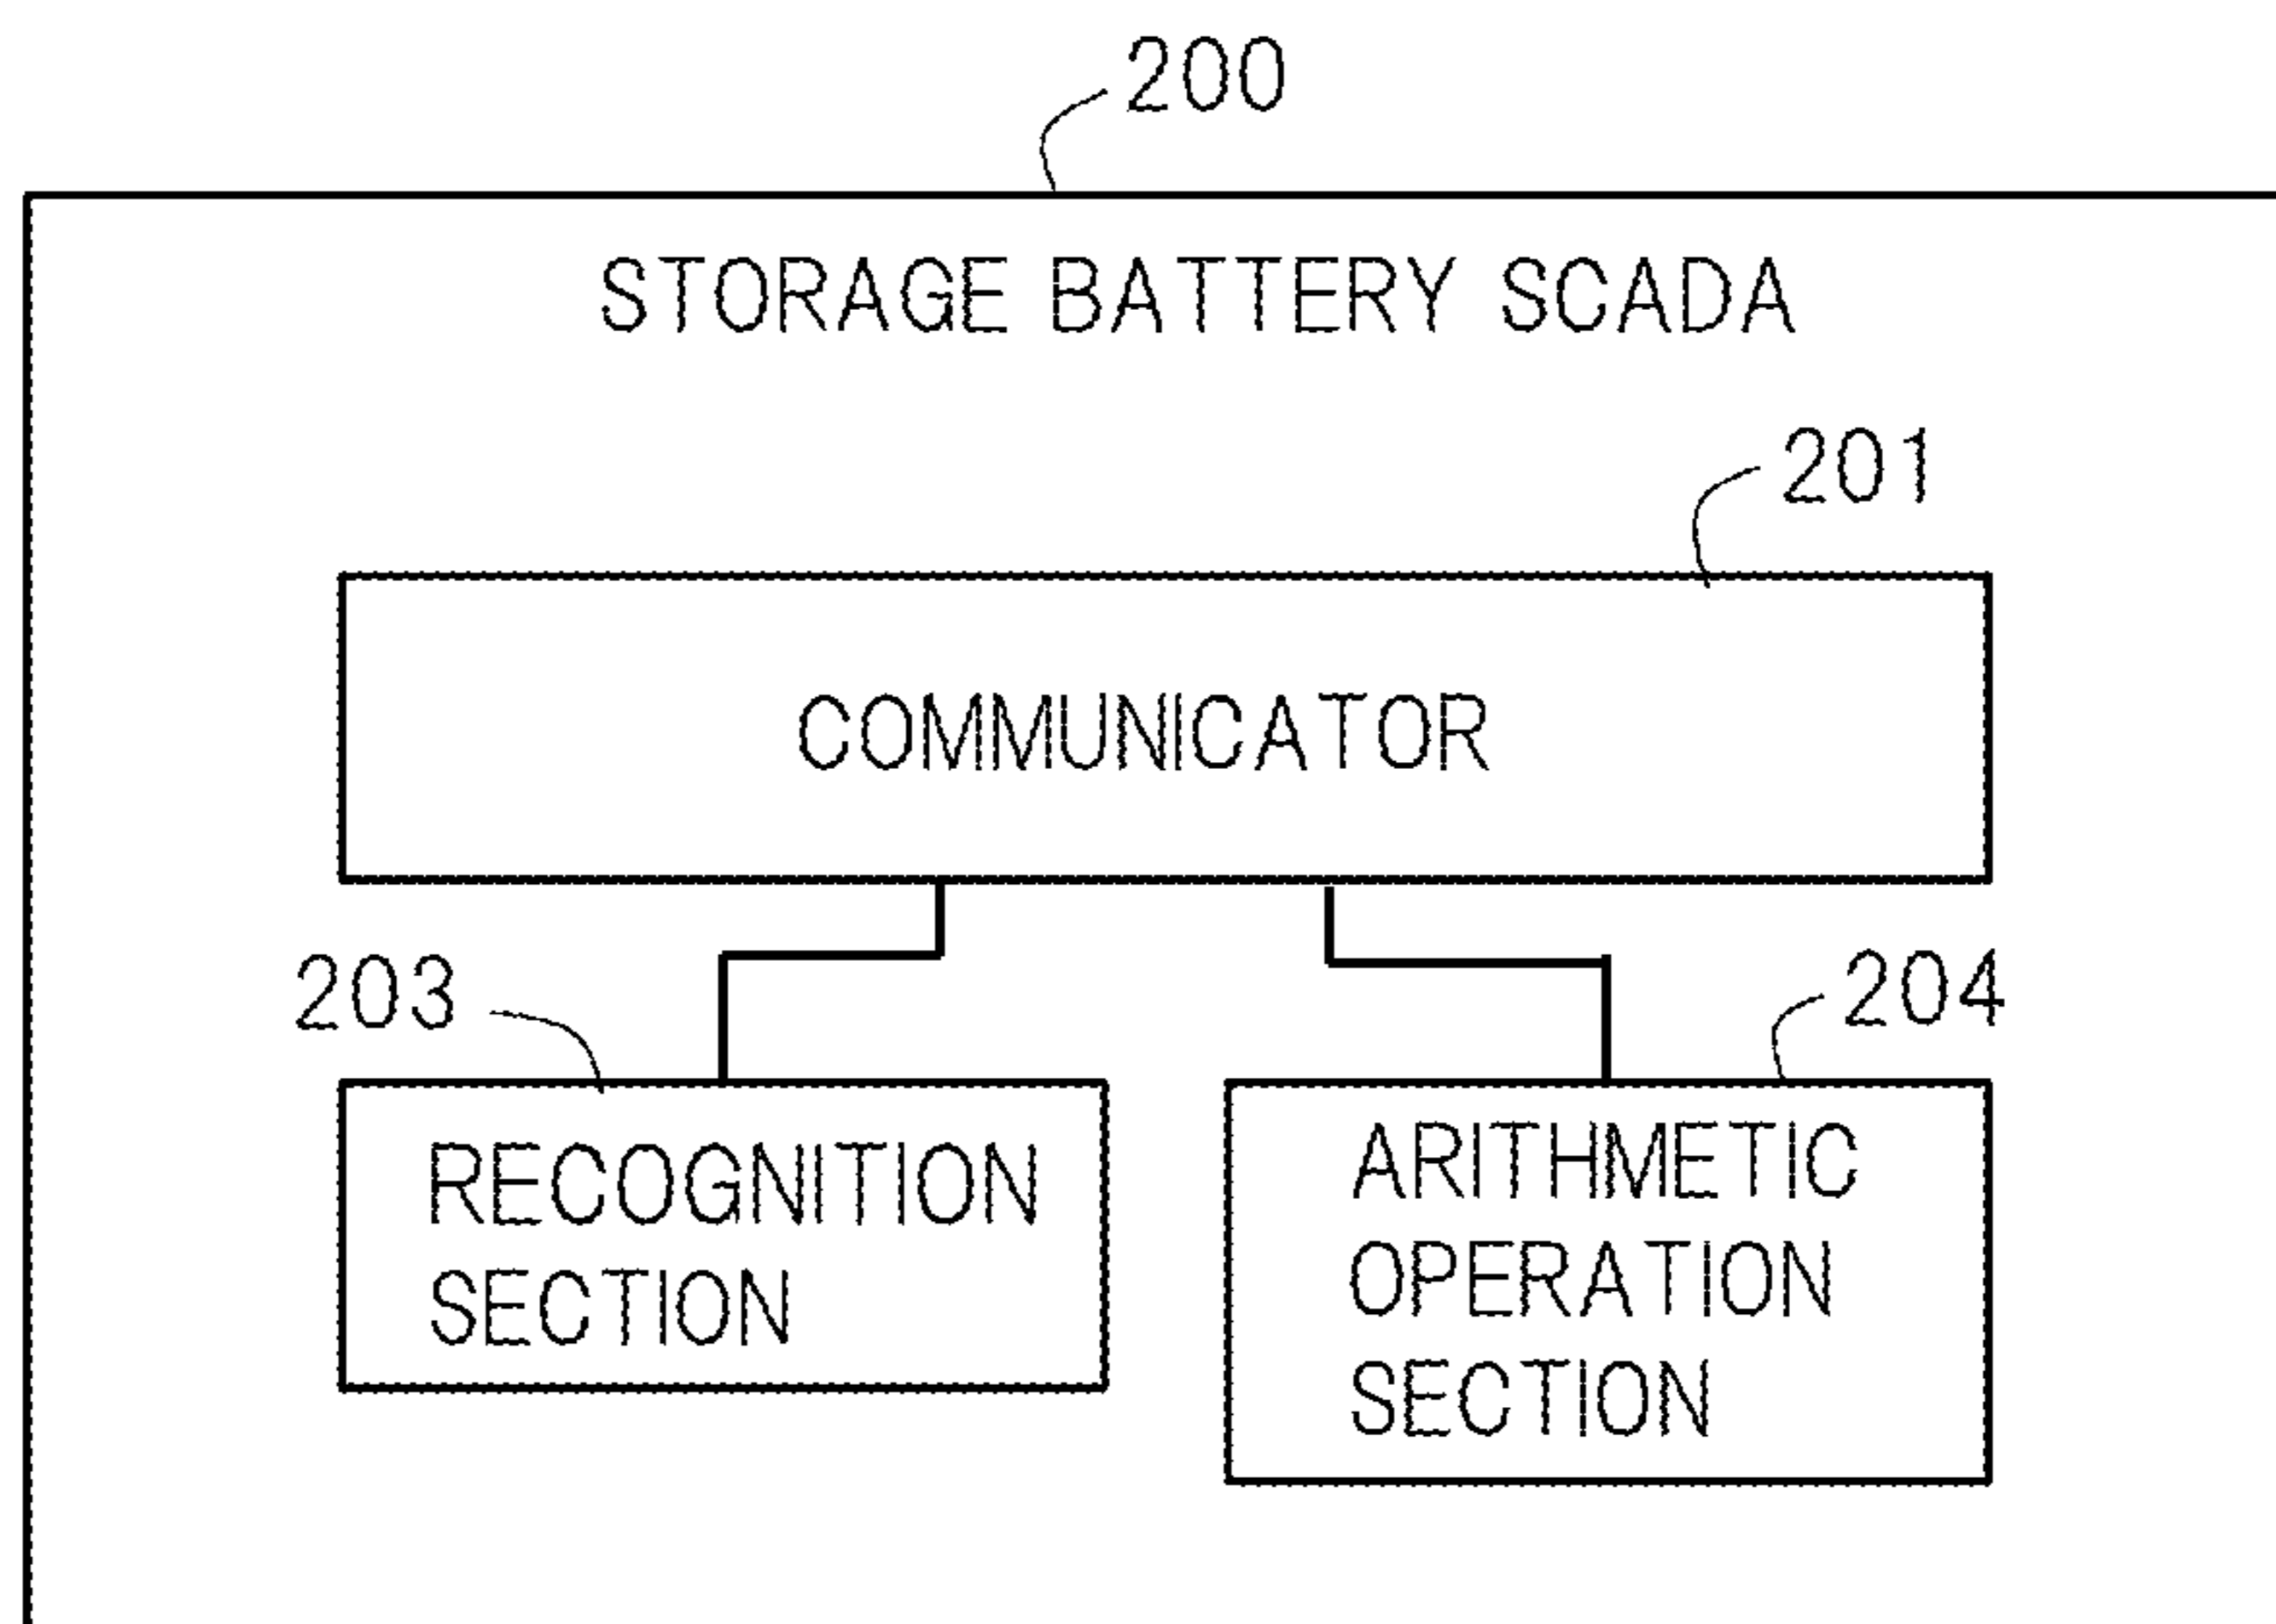 200
STORAGE BATTERY SCADA
201
COMMUNICATOR
203
204
RECOGNITION
SECTION
ARITHMETIC
OPERATION
SECTION